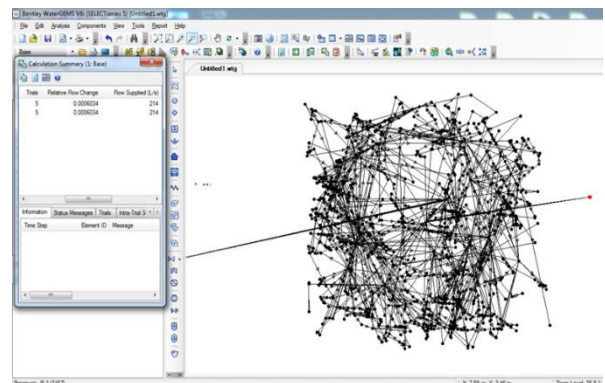 Bentley WaterGEMS V8i (SELECTseries 5) [Untitled1.wtg]
File Edit Analysis Components View Tools Report Help
Base
Calculation Summary (1: Base)
Untitled1.wtg
Trials Relative Flow Change Flow Supplied (L/s)
5 0.0006034 214
5 0.0006034 214
Information Status Messages Trials Intra-Trial S
Time Step Element ID Message